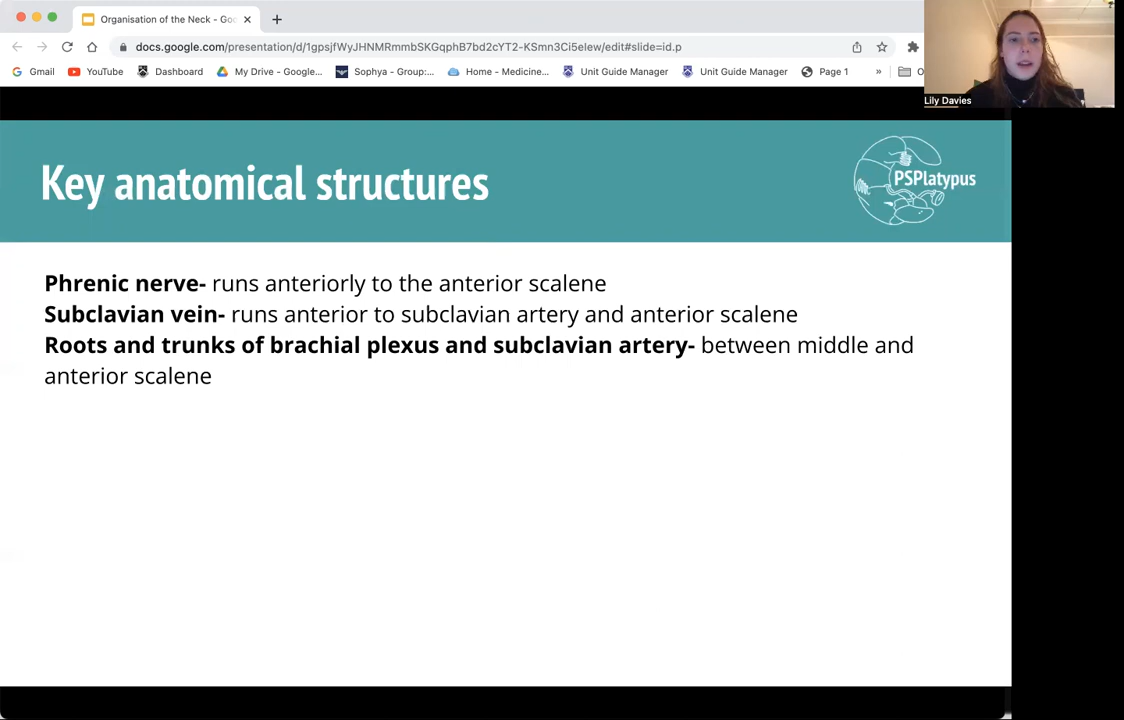 Organisation of the Neck - Goo
docs.google.com/presentation/d/1gpsjfWyJHNMRmmbSKGqphB7bd2cYT2-KSmn3Ci5eIew/edit#slide=id.p
Gmail
YouTube
Dashboard
My Drive - Google...
Sophya - Group:...
Home - Medicine...
Unit Guide Manager
Unit Guide Manager
Page 1
»
O
Lily Davies
Key anatomical structures
PSPlatypus
Phrenic nerve- runs anteriorly to the anterior scalene
Subclavian vein- runs anterior to subclavian artery and anterior scalene
Roots and trunks of brachial plexus and subclavian artery- between middle and
anterior scalene